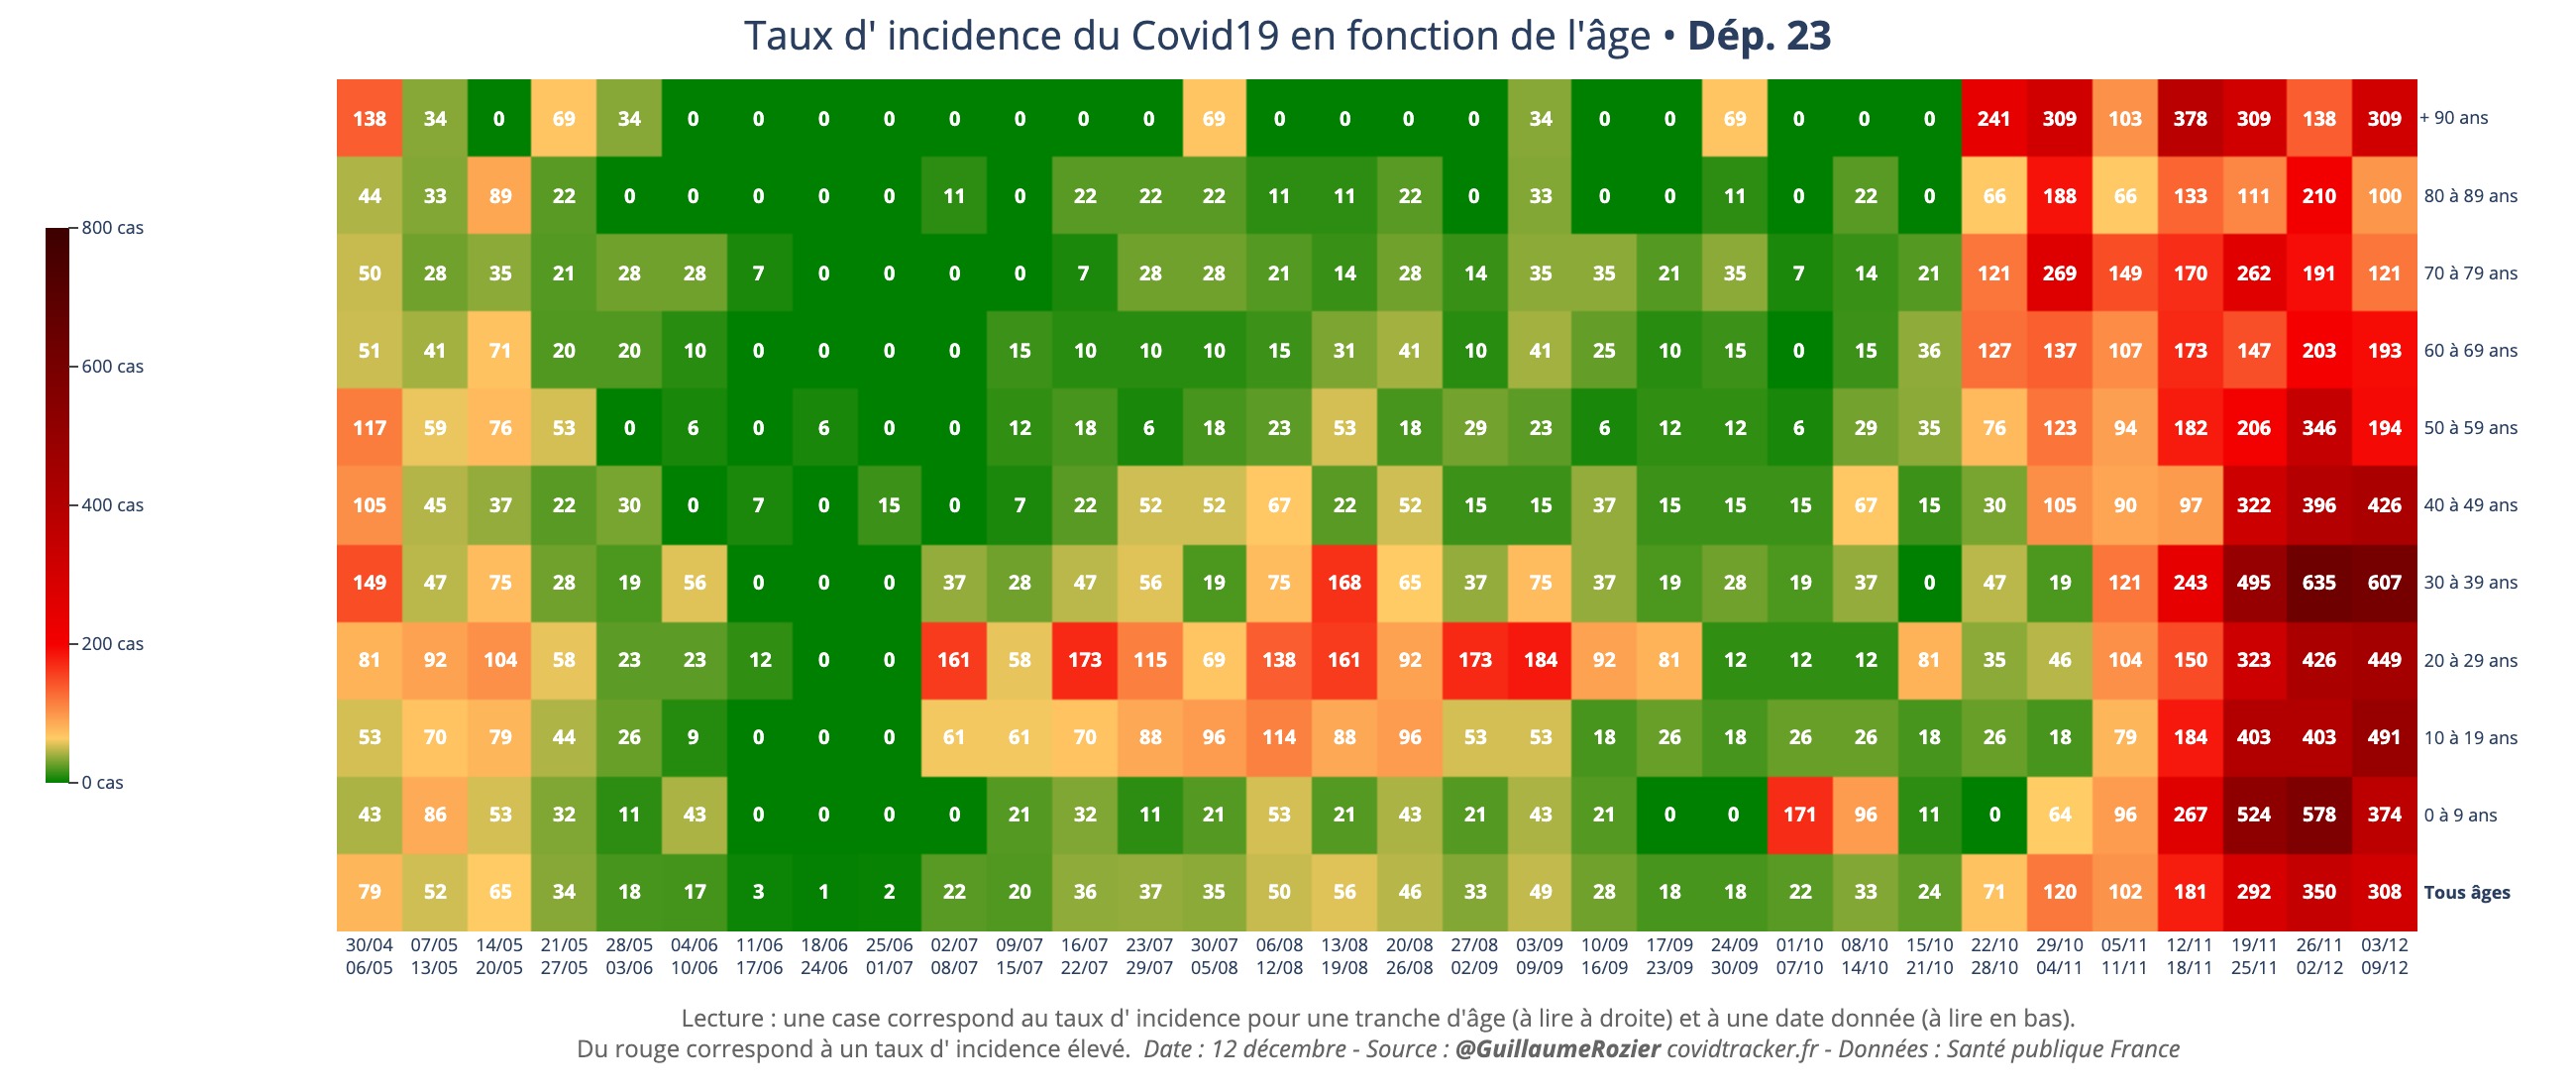 Taux d' incidence du Covid19 en fonction de l'âge • Dép. 23
138 34 0 69 34 0 0 0 0 0 0 0 0 69 0 0 0 0 34 0 0 69 0 0 0 241 309 103 378 309 138 309 + 90 ans
44 33 89 22 0 0 0 0 0 11 0 22 22 22 11 11 22 0 33 0 0 11 0 22 0 66 188 66 133 111 210 100 80 à 89 ans
800 cas
50 28 35 21 28 28 7 0 0 0 0 7 28 28 21 14 28 14 35 35 21 35 7 14 21 121 269 149 170 262 191 121 70 à 79 ans
51 41 71 20 20 10 0 0 0 0 15 10 10 10 15 31 41 10 41 25 10 15 0 15 36 127 137 107 173 147 203 193 60 à 69 ans
600 cas
117 59 76 53 0 6 0 6 0 0 12 18 6 18 23 53 18 29 23 6 12 12 6 29 35 76 123 94 182 206 346 194 50 à 59 ans
105 45 37 22 30 0 7 0 15 0 7 22 52 52 67 22 52 15 15 37 15 15 15 67 15 30 105 90 97 322 396 426 40 à 49 ans
400 cas
149 47 75 28 19 56 0 0 0 37 28 47 56 19 75 168 65 37 75 37 19 28 19 37 0 47 19 121 243 495 635 607 30 à 39 ans
200 cas
81 92 104 58 23 23 12 0 0 161 58 173 115 69 138 161 92 173 184 92 81 12 12 12 81 35 46 104 150 323 426 449 20 à 29 ans
53 70 79 44 26 9 0 0 0 61 61 70 88 96 114 88 96 53 53 18 26 18 26 26 18 26 18 79 184 403 403 491 10 à 19 ans
0 cas
43 86 53 32 11 43 0 0 0 0 21 32 11 21 53 21 43 21 43 21 0 0 171 96 11 0 64 96 267 524 578 374 0 à 9 ans
79 52 65 34 18 17 3 1 2 22 20 36 37 35 50 56 46 33 49 28 18 18 22 33 24 71 120 102 181 292 350 308 Tous âges
30/04 07/05 14/05 21/05 28/05 04/06 11/06 18/06 25/06 02/07 09/07 16/07 23/07 30/07 06/08 13/08 20/08 27/08 03/09 10/09 17/09 24/09 01/10 08/10 15/10 22/10 29/10 05/11 12/11 19/11 26/11 03/12
06/05 13/05 20/05 27/05 03/06 10/06 17/06 24/06 01/07 08/07 15/07 22/07 29/07 05/08 12/08 19/08 26/08 02/09 09/09 16/09 23/09 30/09 07/10 14/10 21/10 28/10 04/11 11/11 18/11 25/11 02/12 09/12
Lecture : une case correspond au taux d' incidence pour une tranche d'âge (à lire à droite) et à une date donnée (à lire en bas).
Du rouge correspond à un taux d' incidence élevé. Date : 12 décembre - Source : @GuillaumeRozier covidtracker.fr - Données : Santé publique France